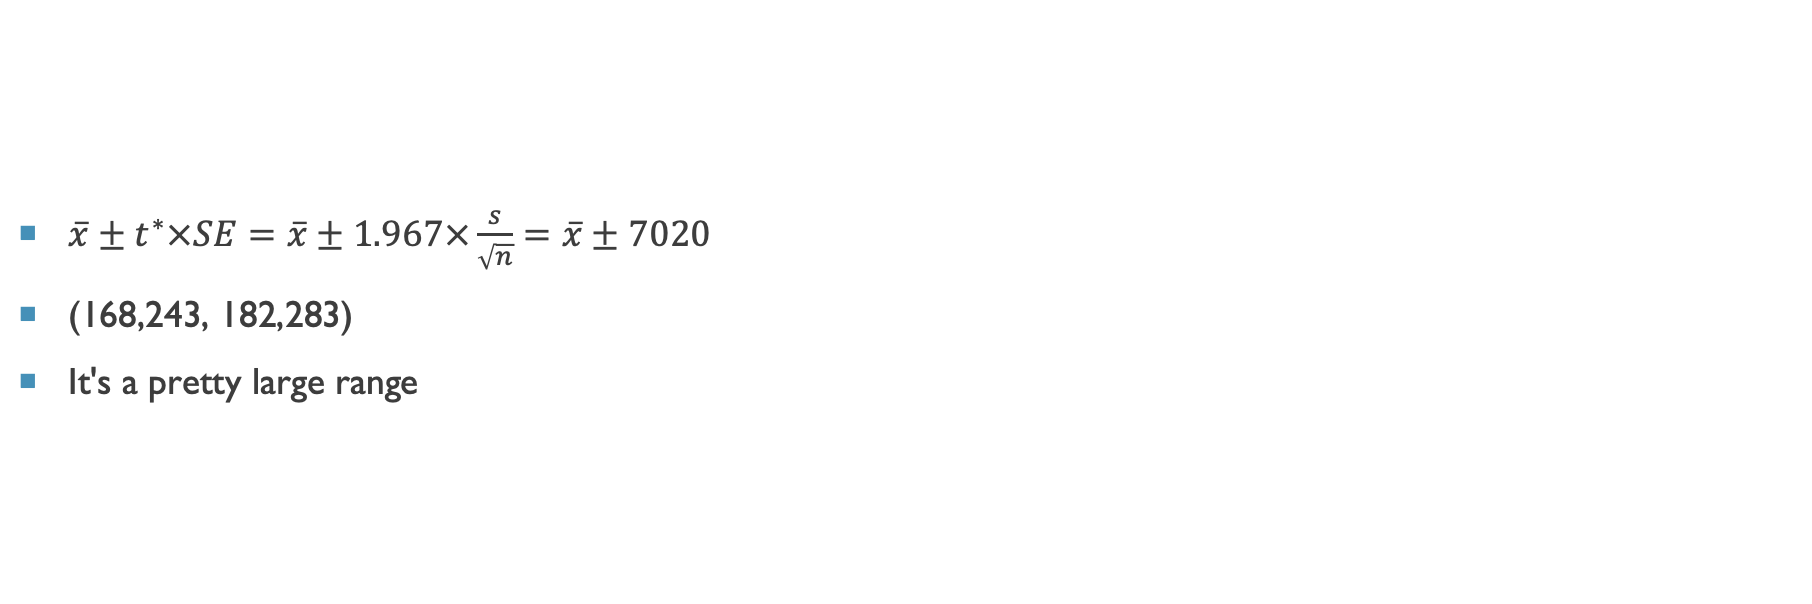 ▪ x̄ ± t*×SE = x̄ ± 1.967× s/√n = x̄ ± 7020
▪ (168,243, 182,283)
▪ It's a pretty large range